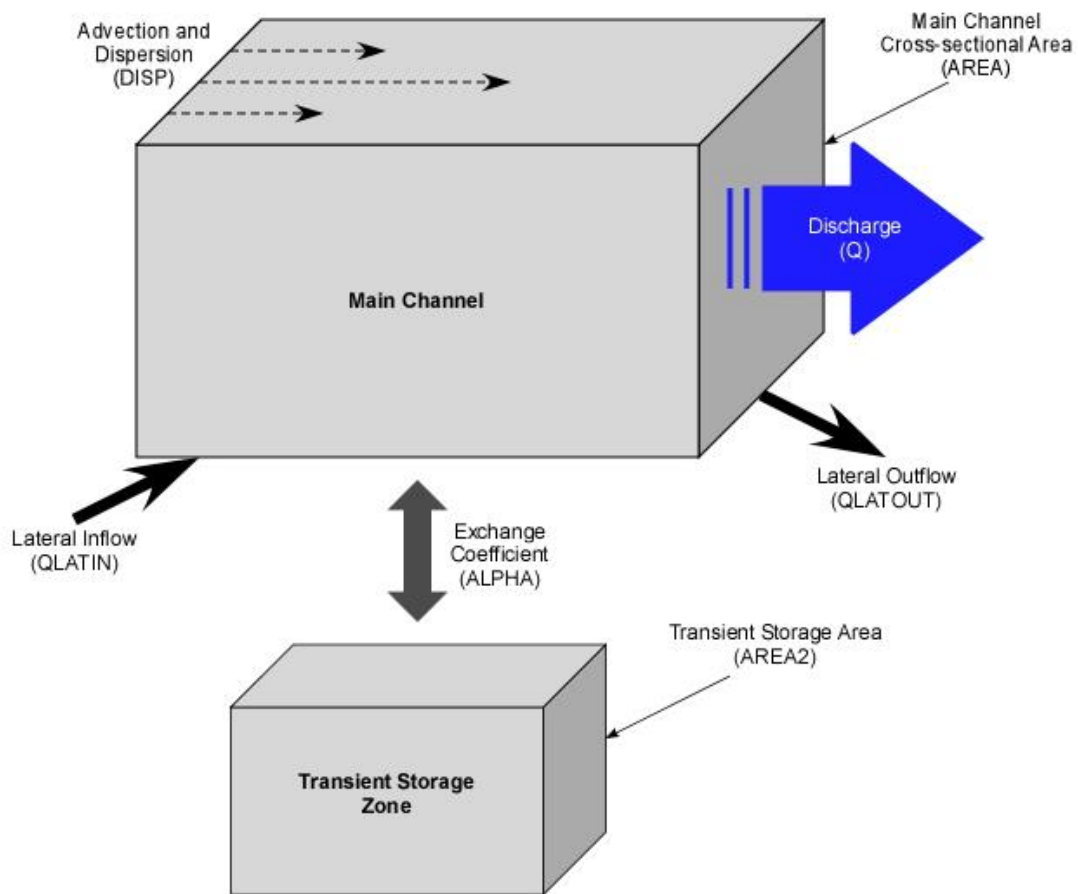 Advection and
Dispersion
(DISP)
Main Channel
Cross-sectional Area
(AREA)
Discharge
(Q)
Main Channel
Lateral Inflow
(QLATIN)
Lateral Outflow
(QLATOUT)
Exchange
Coefficient
(ALPHA)
Transient Storage Area
(AREA2)
Transient Storage
Zone